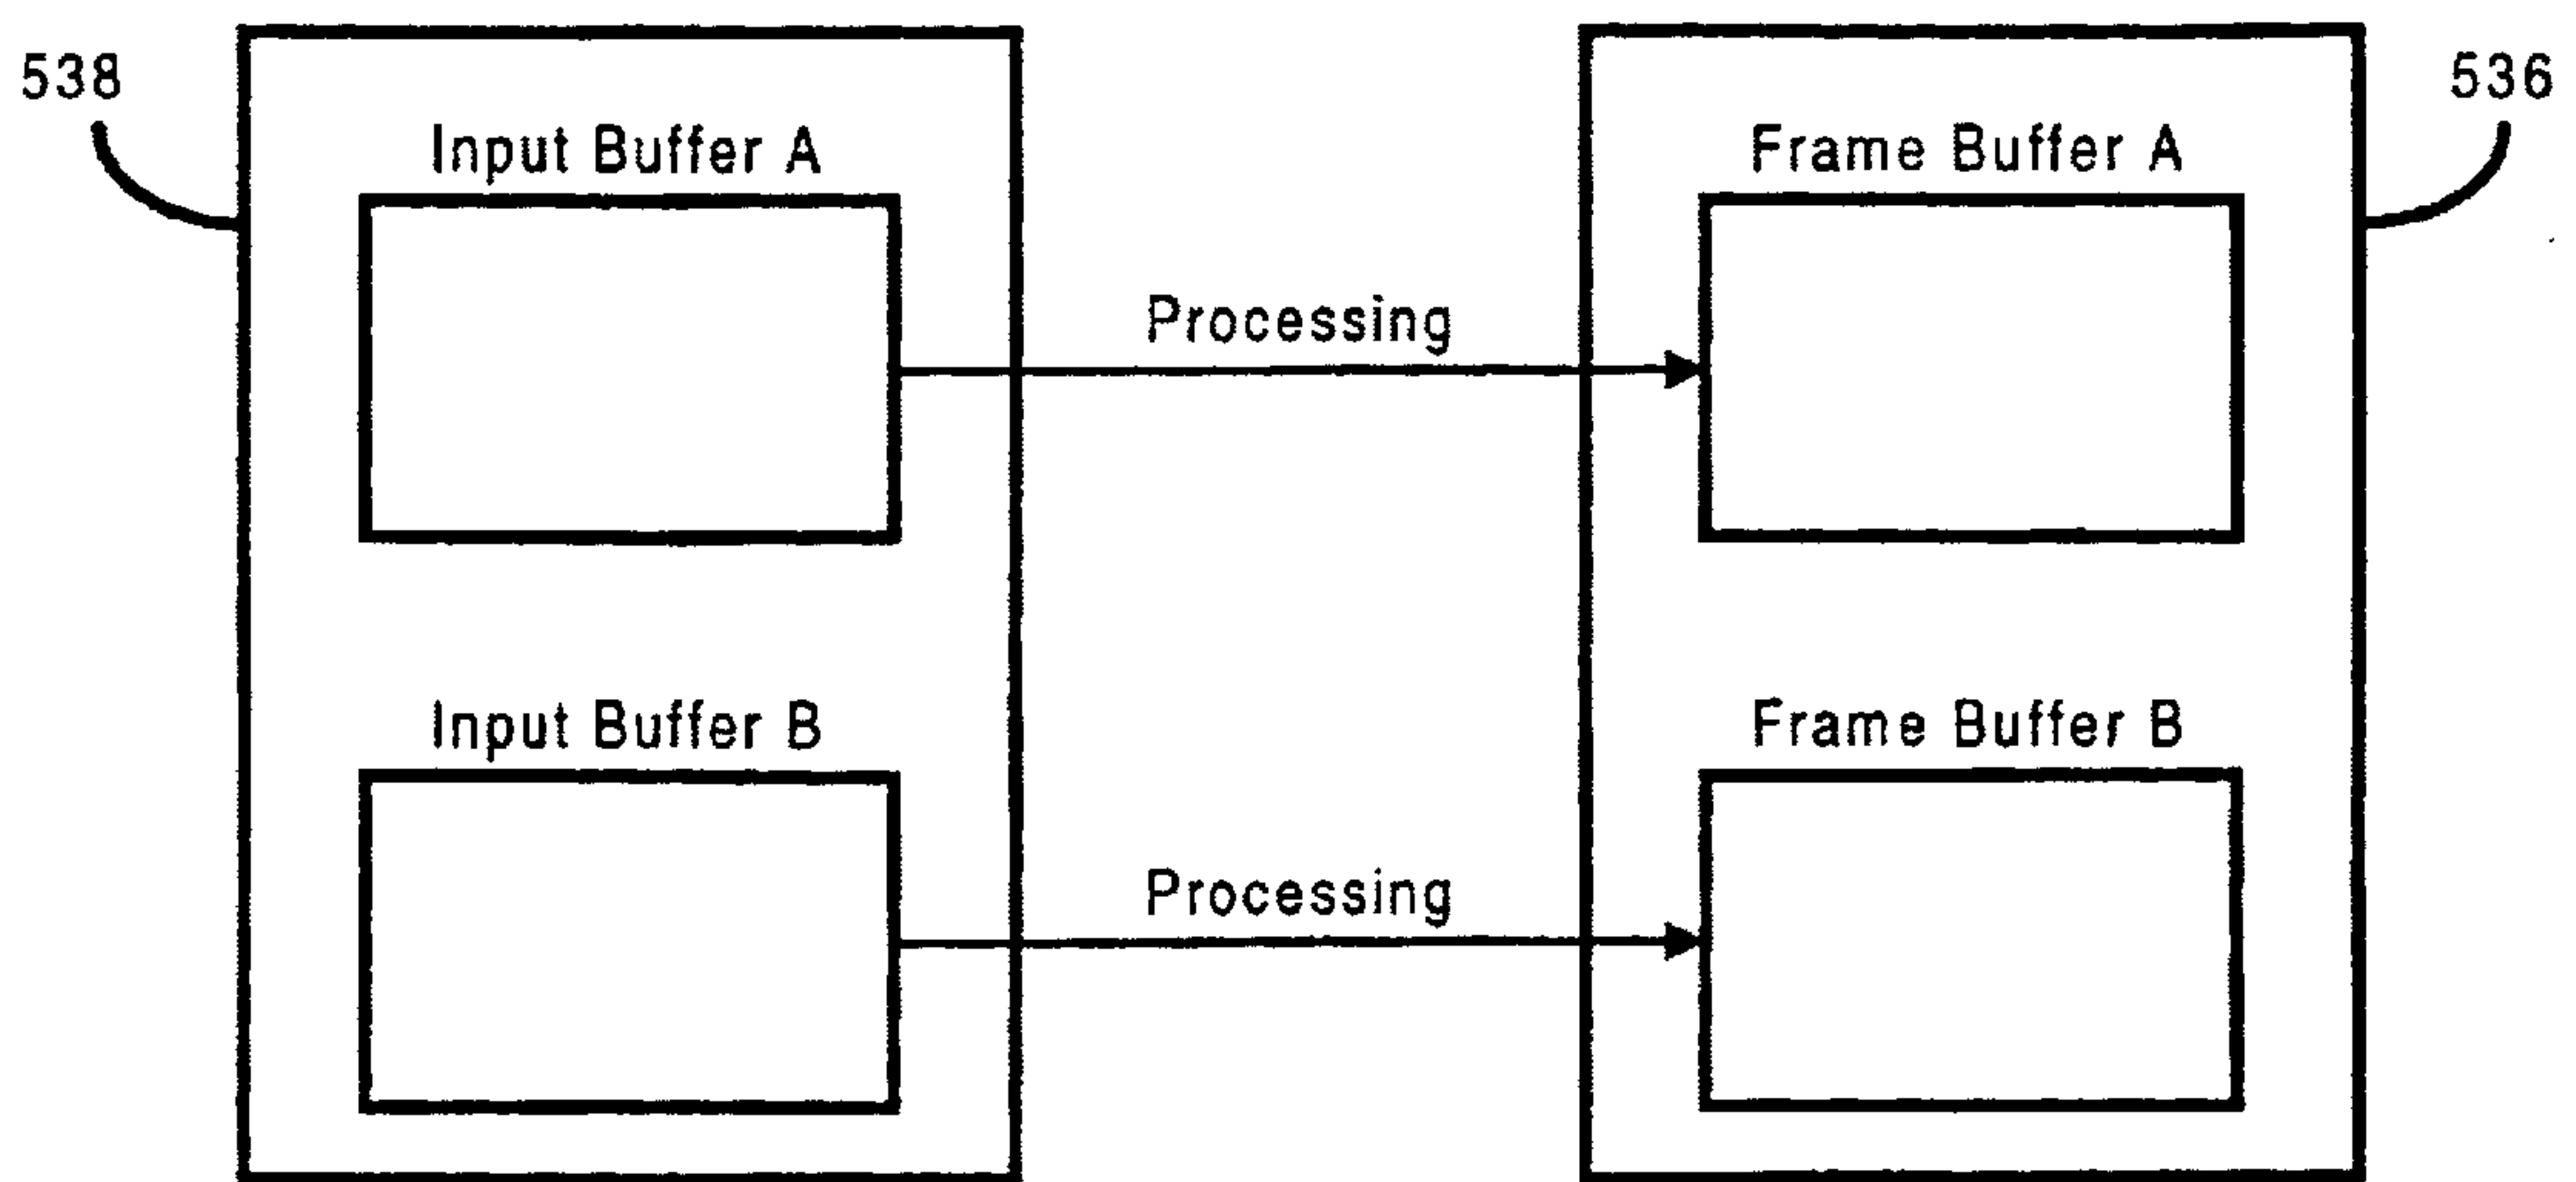 538
536
Input Buffer A
Frame Buffer A
Processing
Input Buffer B
Frame Buffer B
Processing